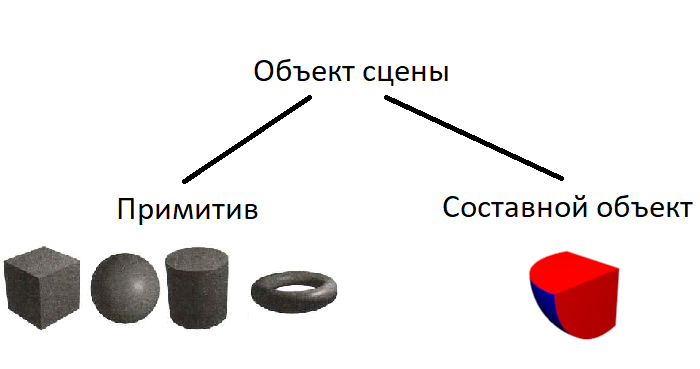 Объект сцены
Примитив
Составной объект